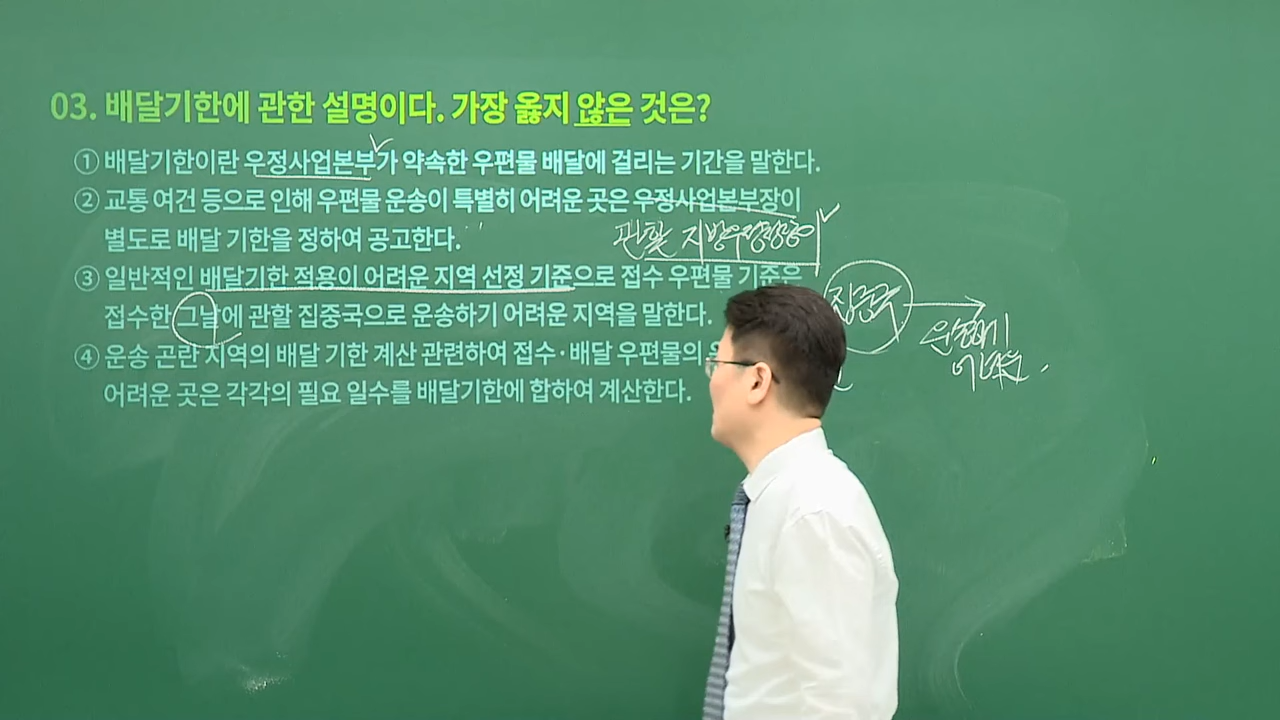 03. 배달기한에 관한 설명이다. 가장 옳지 않은 것은?
① 배달기한이란 우정사업본부가 약속한 우편물 배달에 걸리는 기간을 말한다.
② 교통 여건 등으로 인해 우편물 운송이 특별히 어려운 곳은 우정사업본부장이
별도로 배달 기한을 정하여 공고한다.
관할 지방우정청장이
③ 일반적인 배달기한 적용이 어려운 지역 선정 기준으로 접수 우편물 기준은
접수한 그날에 관할 집중국으로 운송하기 어려운 지역을 말한다.
집중국
운송하기
④ 운송 곤란 지역의 배달 기한 계산 관련하여 접수·배달 우편물의
어려운 곳은 각각의 필요 일수를 배달기한에 합하여 계산한다.